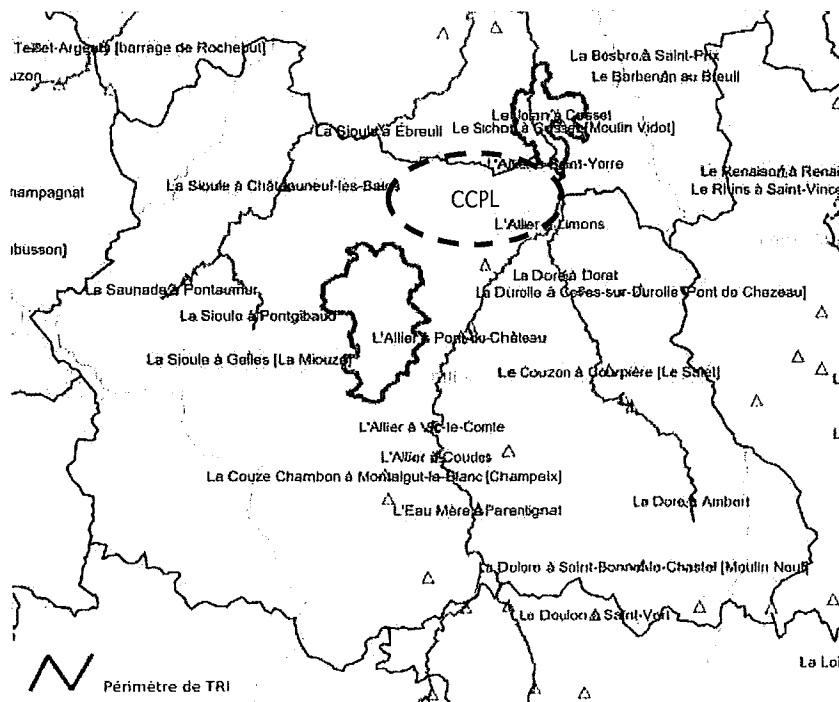 Tellet-Argenty [barrage de Rochebut]
La Bosbro à Saint-Prix
uzon
Le Barbenan au Breuil
Le Jolan à Cusset
La Sioule à Ebreuil
Le Sichon à Cusset [Moulin Vidot]
L'Allier à Saint-Yorre
Le Renaison à Renai
hampagnat
La Sioule à Châteauneuf-les-Bains
Le Rhins à Saint-Vince
CCPL
L'Allier à Limons
ubusson]
La Dore à Dorat
La Saunade à Pontaumur
La Durolle à Celles-sur-Durolle [Pont de Chazeau]
La Sioule à Pontgibaud
L'Allier à Pont-du-Château
La Sioule à Gelles [La Miouze]
Le Couzon à Courpière [Le Salet]
L'Allier à Vic-le-Comte
L'Allier à Coudes
La Couze Chambon à Montaigut-le-Blanc [Champeix]
La Dore à Ambert
L'Eau Mère à Parentignat
La Dolore à Saint-Bonnet-le-Chastel [Moulin Neuf]
Le Doulon à Saint-Vert
La Loi
Périmètre de TRI